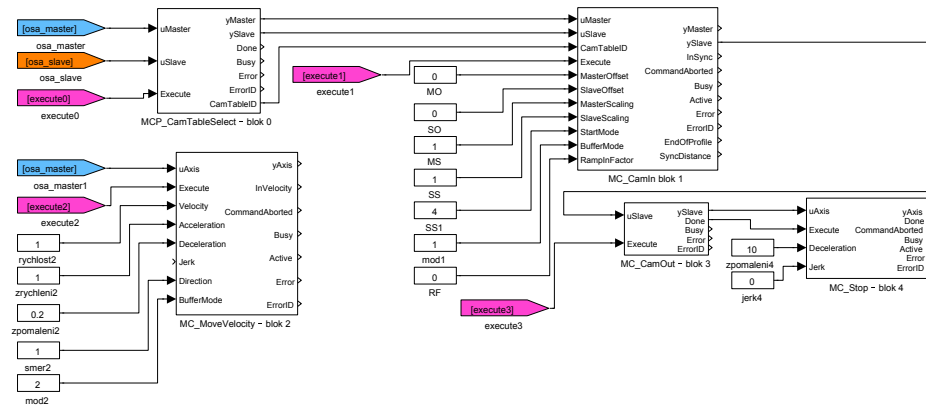 [osa_master]
osa_master
[osa_slave]
osa_slave
[execute0]
execute0
uMaster
uSlave
Execute
yMaster
ySlave
Done
Busy
Error
ErrorID
CamTableID
MCP_CamTableSelect - blok 0
[execute1]
execute1
0
MO
0
SO
1
MS
1
SS
4
SS1
1
mod1
0
RF
uMaster
uSlave
CamTableID
Execute
MasterOffset
SlaveOffset
MasterScaling
SlaveScaling
StartMode
BufferMode
RampInFactor
yMaster
ySlave
InSync
CommandAborted
Busy
Active
Error
ErrorID
EndOfProfile
SyncDistance
MC_CamIn blok 1
[osa_master]
osa_master1
[execute2]
execute2
1
rychlost2
1
zrychleni2
0.2
zpomaleni2
1
smer2
2
mod2
uAxis
Execute
Velocity
Acceleration
Deceleration
Jerk
Direction
BufferMode
yAxis
InVelocity
CommandAborted
Busy
Active
Error
ErrorID
MC_MoveVelocity - blok 2
[execute3]
execute3
uSlave
Execute
ySlave
Done
Busy
Error
ErrorID
MC_CamOut - blok 3
10
zpomaleni4
0
jerk4
uAxis
Execute
Deceleration
Jerk
yAxis
Done
CommandAborted
Busy
Active
Error
ErrorID
MC_Stop - blok 4